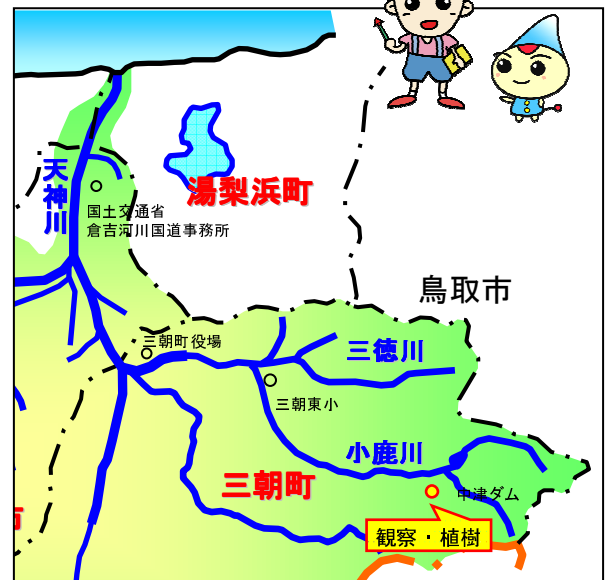 天神川
湯梨浜町
国土交通省
倉吉河川国道事務所
鳥取市
三朝町役場
三徳川
三朝東小
小鹿川
三朝町
中津ダム
市
観察・植樹